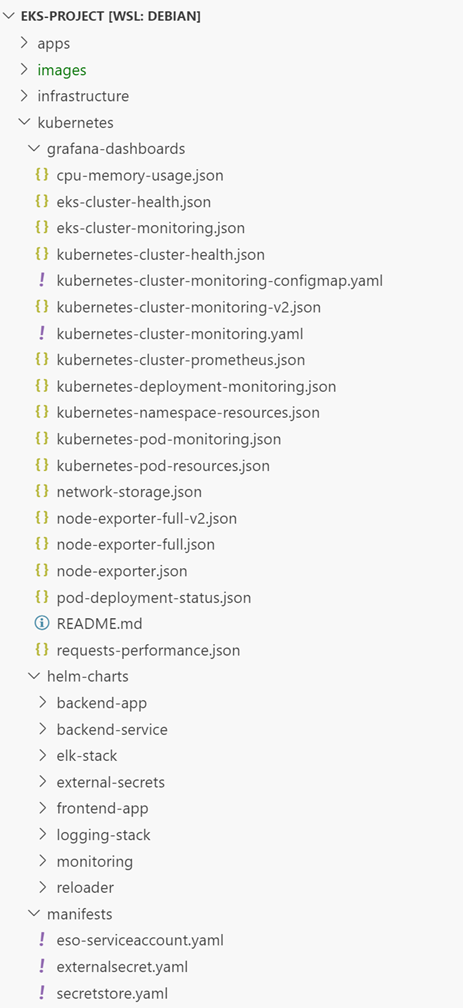 EKS-PROJECT [WSL: DEBIAN]
apps
images
infrastructure
kubernetes
grafana-dashboards
cpu-memory-usage.json
eks-cluster-health.json
eks-cluster-monitoring.json
kubernetes-cluster-health.json
kubernetes-cluster-monitoring-configmap.yaml
kubernetes-cluster-monitoring-v2.json
kubernetes-cluster-monitoring.yaml
kubernetes-cluster-prometheus.json
kubernetes-deployment-monitoring.json
kubernetes-namespace-resources.json
kubernetes-pod-monitoring.json
kubernetes-pod-resources.json
network-storage.json
node-exporter-full-v2.json
node-exporter-full.json
node-exporter.json
pod-deployment-status.json
README.md
requests-performance.json
helm-charts
backend-app
backend-service
elk-stack
external-secrets
frontend-app
logging-stack
monitoring
reloader
manifests
eso-serviceaccount.yaml
externalsecret.yaml
secretstore.yaml